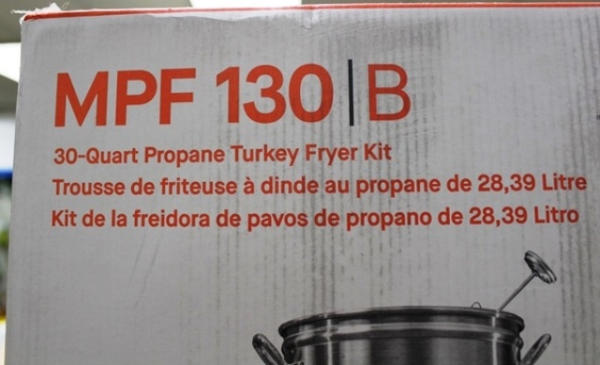 MPF 130|B
30-Quart Propane Turkey Fryer Kit
Trousse de friteuse à dinde au propane de 28,39 Litre
Kit de la freidora de pavos de propano de 28,39 Litro